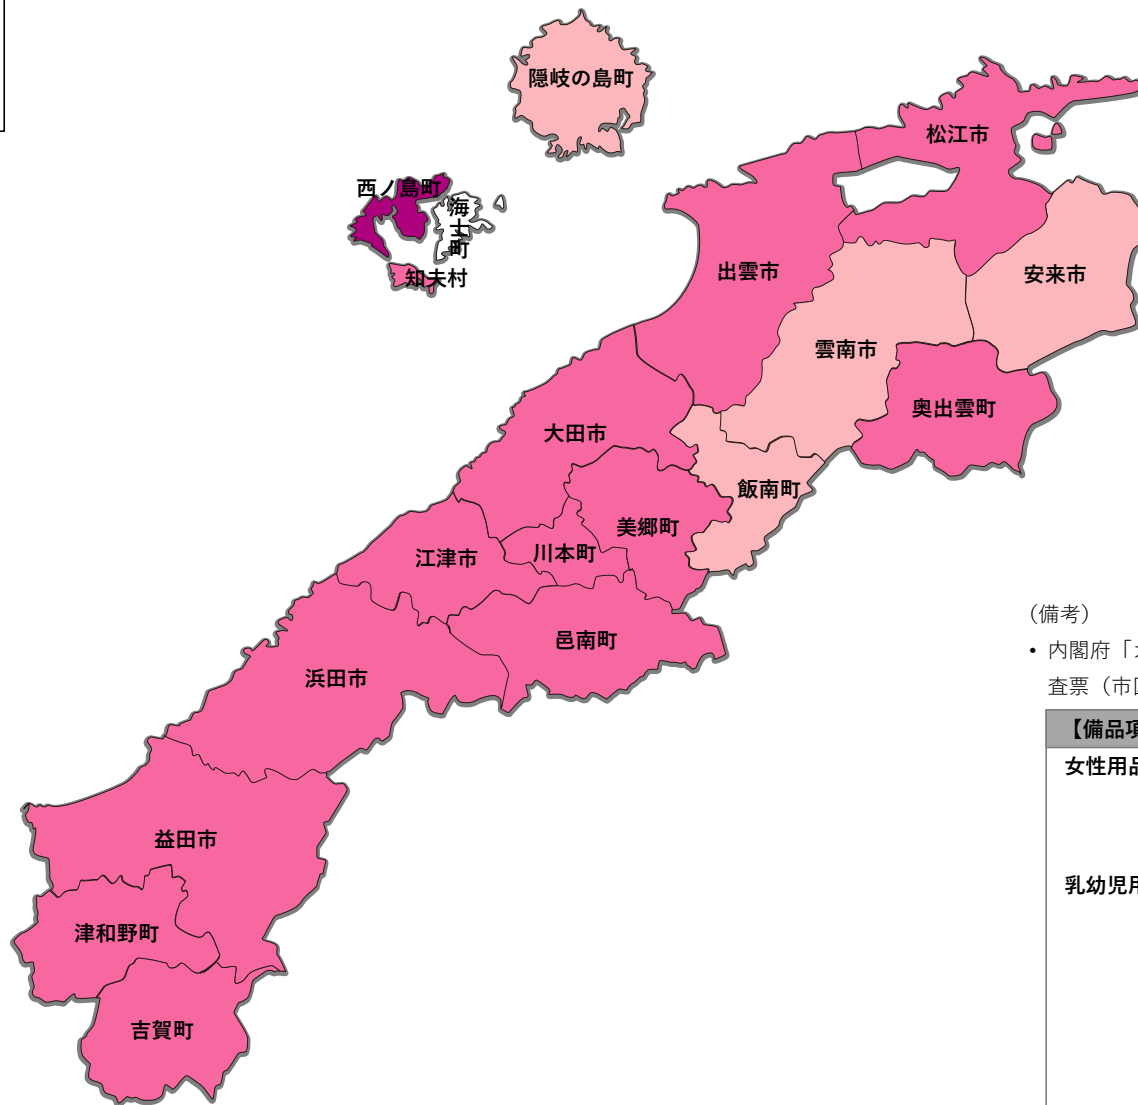 隠岐の島町
松江市
西ノ島町
海士町
知夫村
出雲市
安来市
雲南市
奥出雲町
大田市
飯南町
美郷町
川本町
江津市
邑南町
浜田市
益田市
津和野町
吉賀町
（備考）
• 内閣府「
査票（市
【備品
女性用
乳幼児